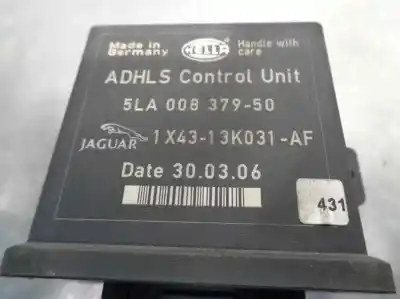 Made in
Germany
HELLA
Handle with
care
ADHLS Control Unit
5LA 008 379-50
JAGUAR
1X43-13K031-AF
Date 30.03.06
431